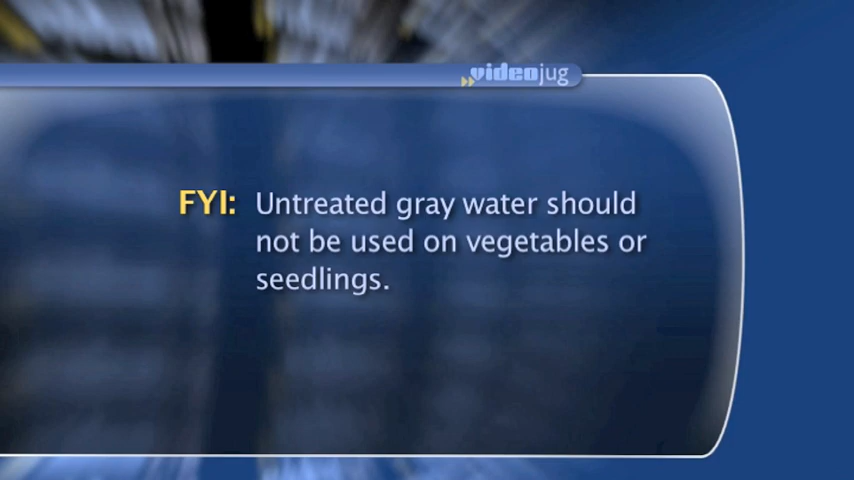 videojug
FYI: Untreated gray water should
not be used on vegetables or
seedlings.